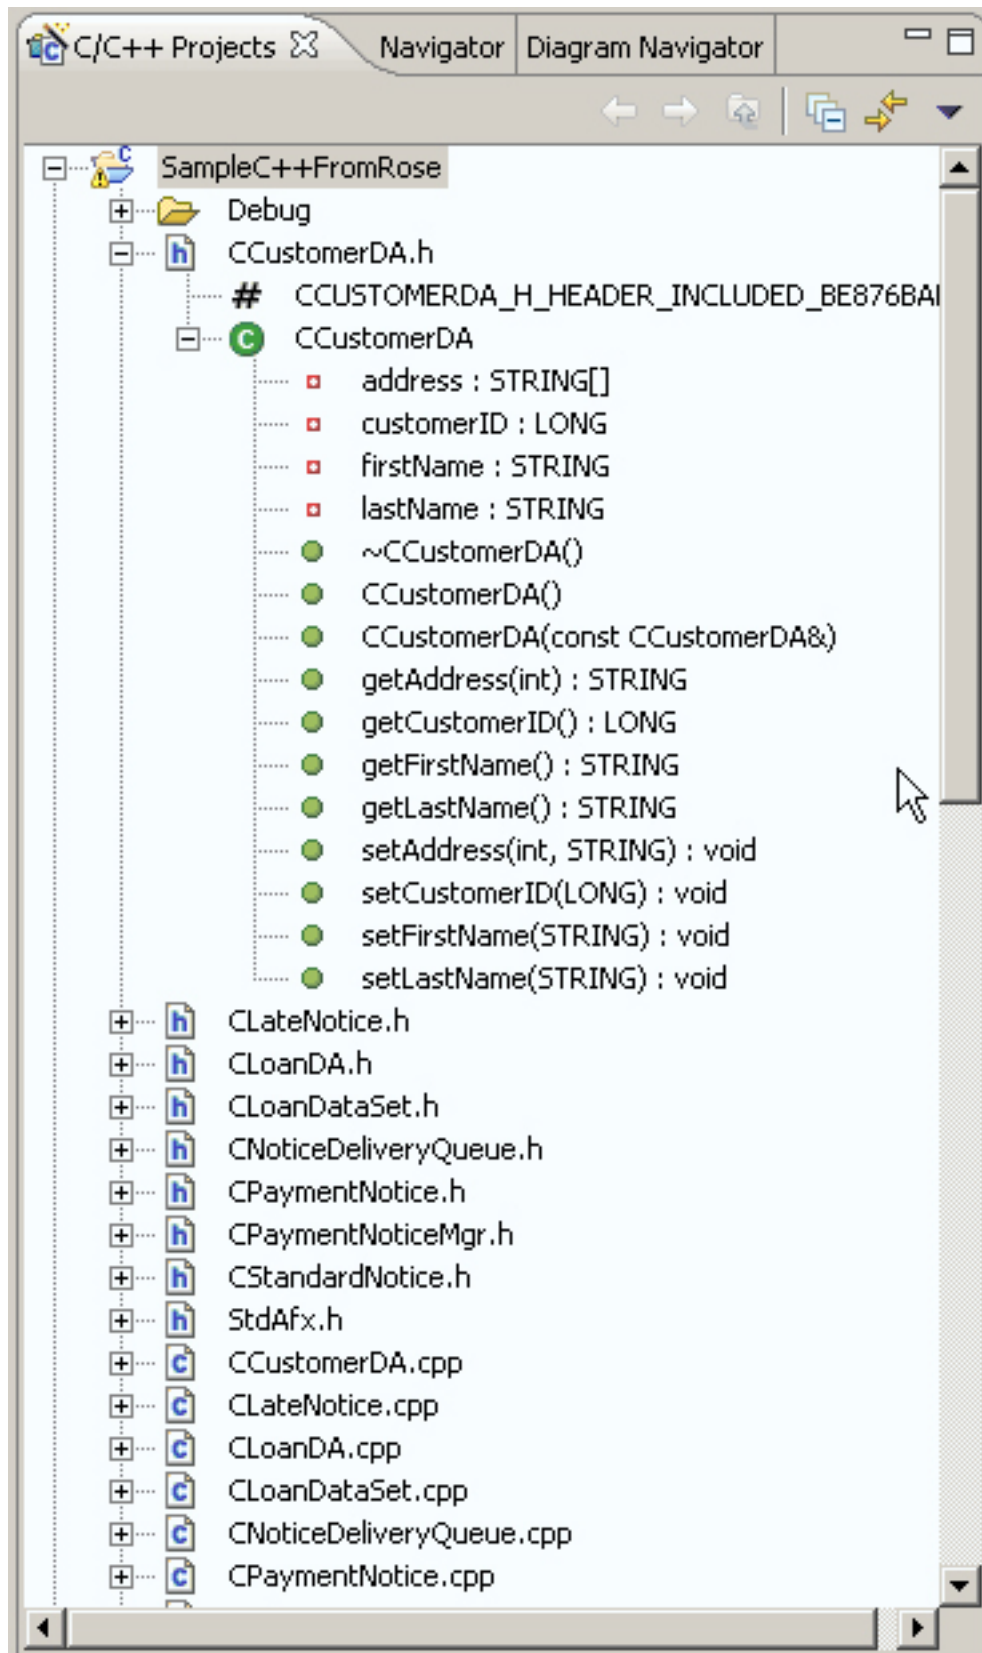 C/C++ Projects Navigator Diagram Navigator
SampleC++FromRose
Debug
CCustomerDA.h
# CCUSTOMERDA_H_HEADER_INCLUDED_BE876BA
CCustomerDA
address : STRING[]
customerID : LONG
firstName : STRING
lastName : STRING
~CCustomerDA()
CCustomerDA()
CCustomerDA(const CCustomerDA&)
getAddress(int) : STRING
getCustomerID() : LONG
getFirstName() : STRING
getLastName() : STRING
setAddress(int, STRING) : void
setCustomerID(LONG) : void
setFirstName(STRING) : void
setLastName(STRING) : void
CLateNotice.h
CLoanDA.h
CLoanDataSet.h
CNoticeDeliveryQueue.h
CPaymentNotice.h
CPaymentNoticeMgr.h
CStandardNotice.h
StdAfx.h
CCustomerDA.cpp
CLateNotice.cpp
CLoanDA.cpp
CLoanDataSet.cpp
CNoticeDeliveryQueue.cpp
CPaymentNotice.cpp